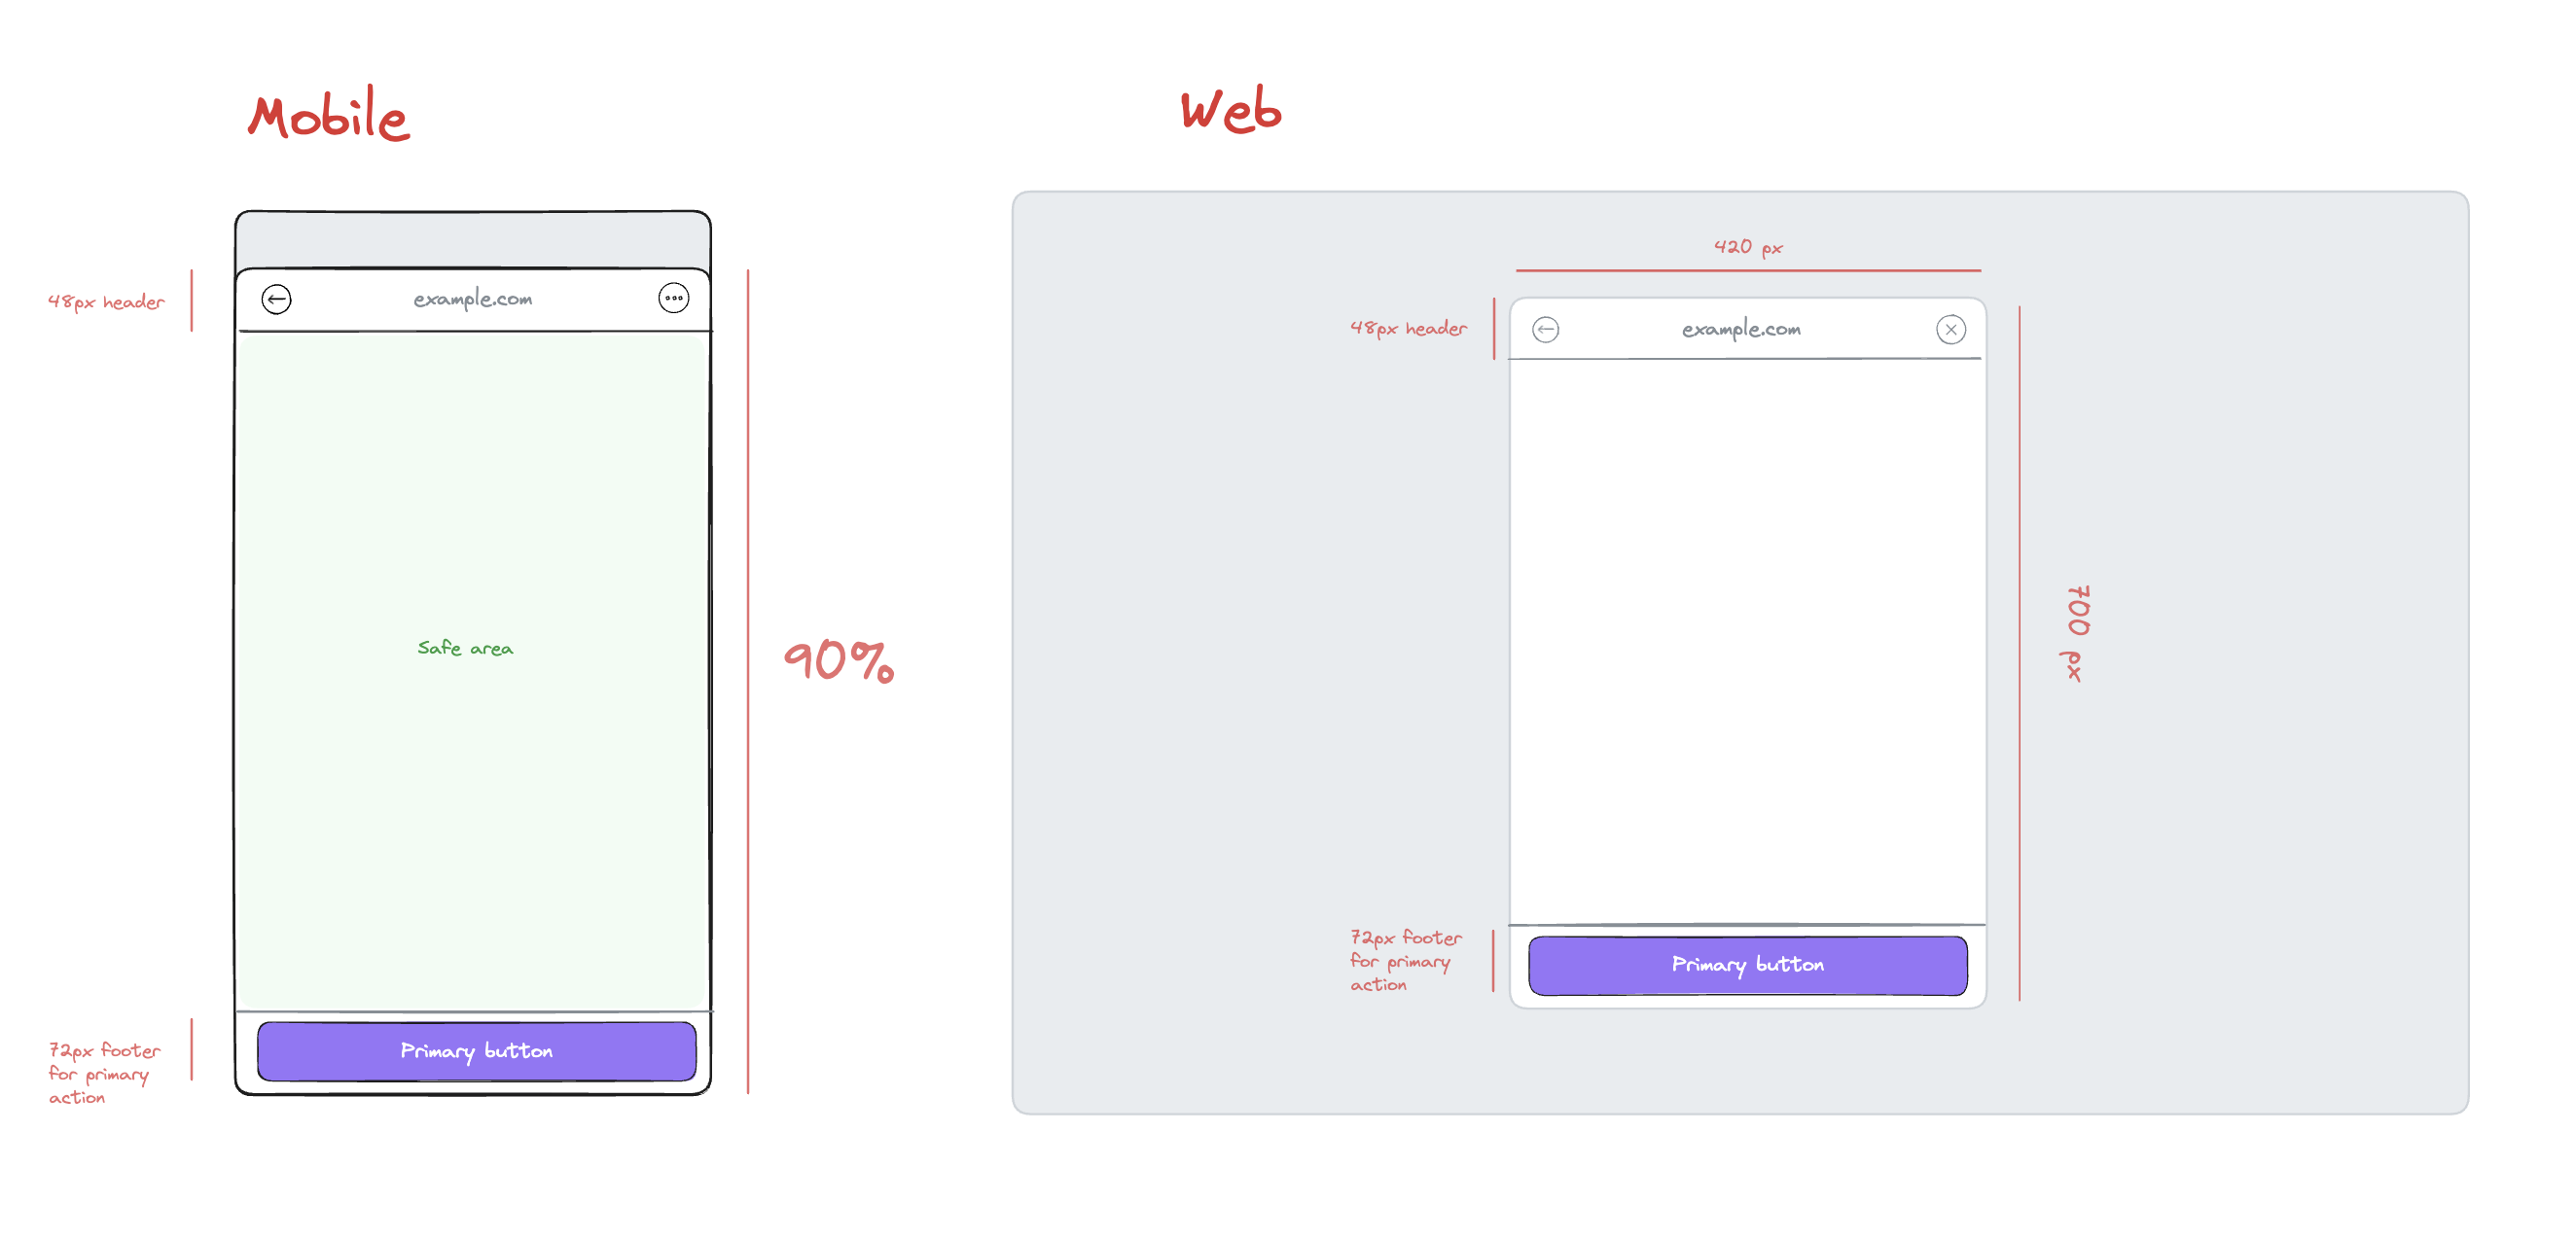 Mobile
48px header
example.com
Safe area
90%
72px footer
for primary
action
Primary button
Web
420 px
48px header
example.com
700 px
72px footer
for primary
action
Primary button